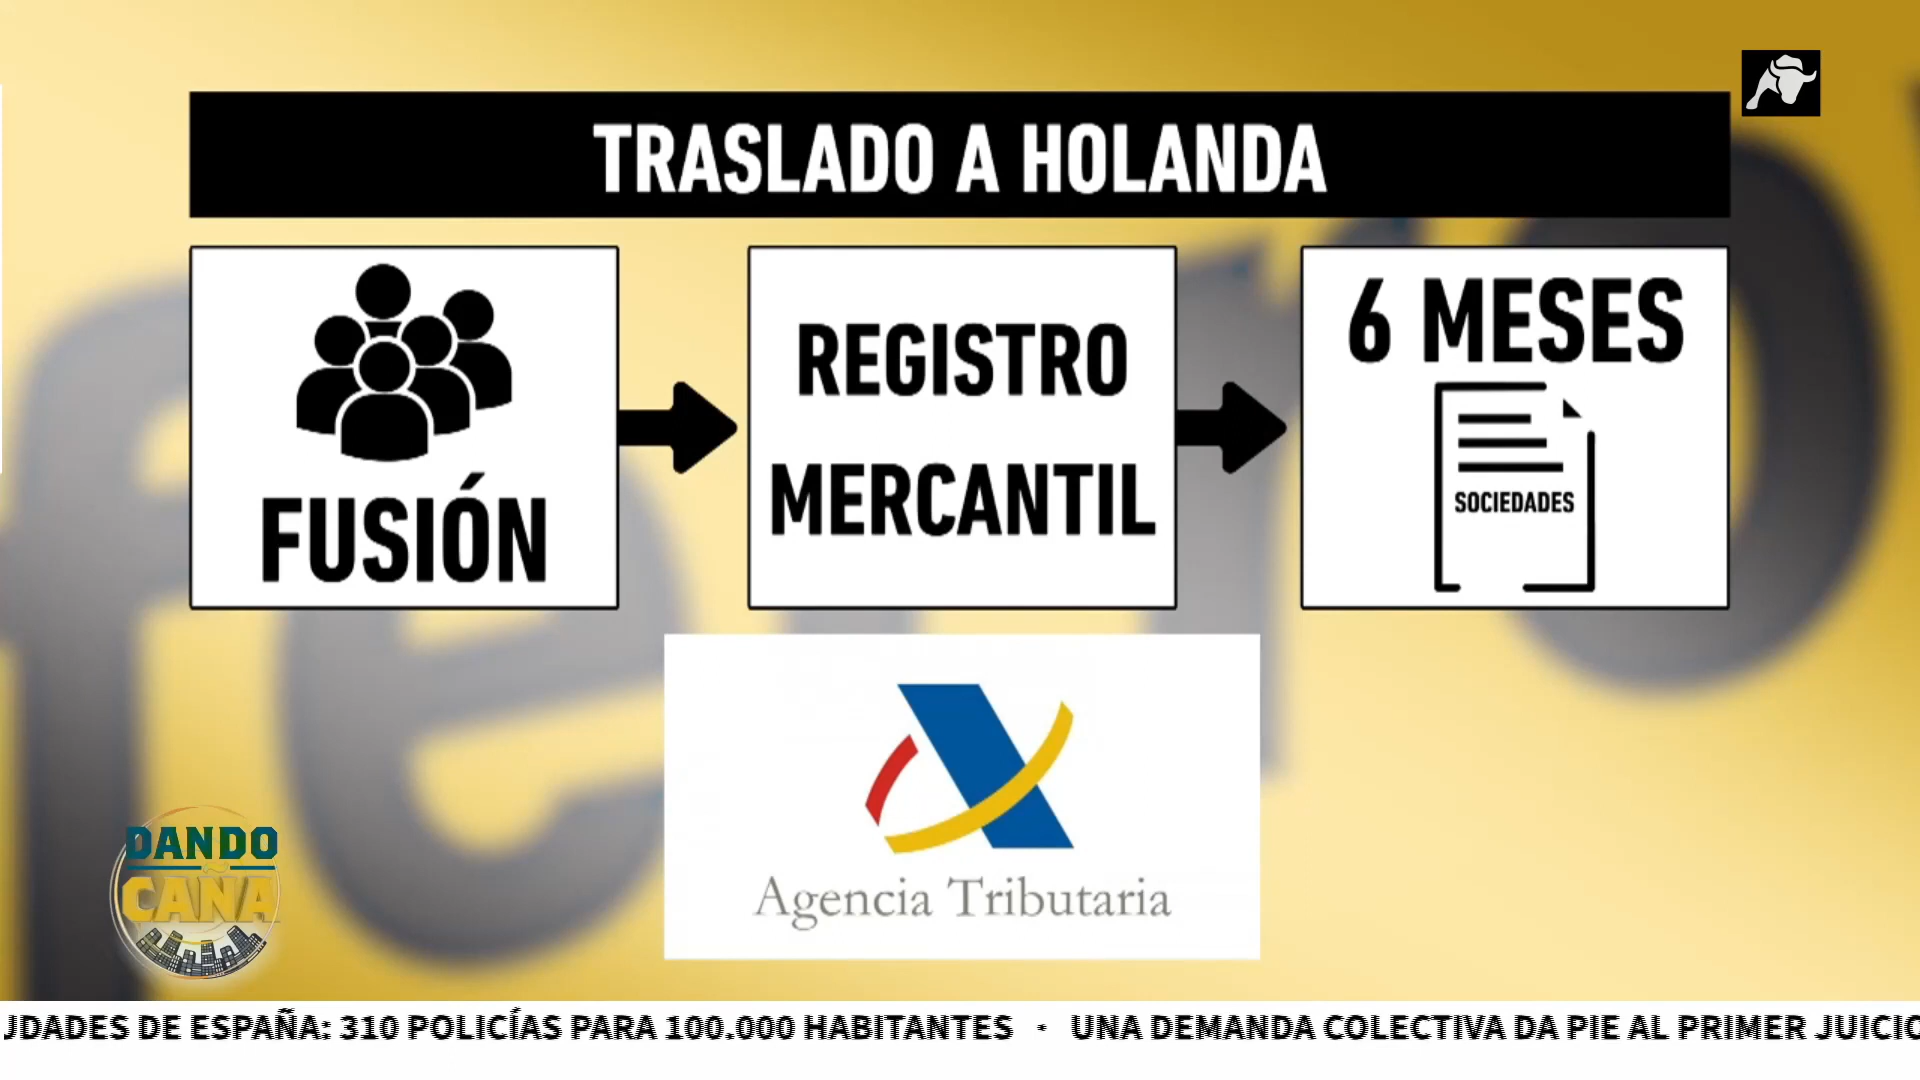 TRASLADO A HOLANDA
FUSIÓN
REGISTRO
MERCANTIL
6 MESES
SOCIEDADES
Agencia Tributaria
DANDO
CAÑA
DADES DE ESPAÑA: 310 POLICÍAS PARA 100.000 HABITANTES · UNA DEMANDA COLECTIVA DA PIE AL PRIMER JUICIO